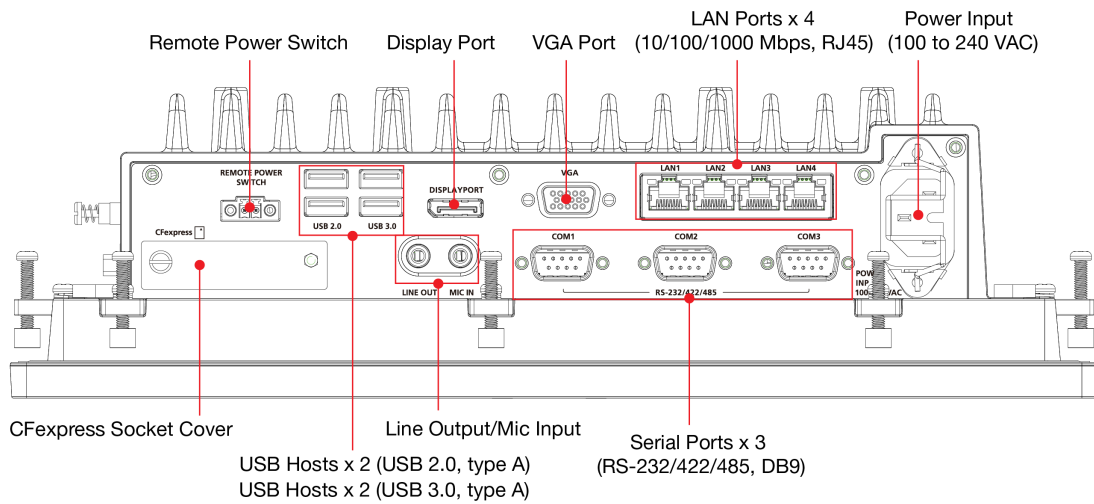 LAN Ports x 4
(10/100/1000 Mbps, RJ45)
Power Input
(100 to 240 VAC)
Remote Power Switch
Display Port
VGA Port
REMOTE POWER
SWITCH
DISPLAYPORT
VGA
LAN1
LAN2
LAN3
LAN4
USB 2.0
USB 3.0
CFexpress
COM1
COM2
COM3
LINE OUT
MIC IN
RS-232/422/485
POW
INP
100
VAC
CFexpress Socket Cover
Line Output/Mic Input
USB Hosts x 2 (USB 2.0, type A)
USB Hosts x 2 (USB 3.0, type A)
Serial Ports x 3
(RS-232/422/485, DB9)